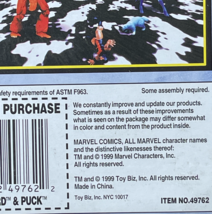 fety requirements of ASTM F963.
Some assembly required.
PURCHASE
We constantly improve and update our products.
Sometimes as a result of these improvements
what is seen on the package may differ somewhat
in color and content from the product inside.
MARVEL COMICS, ALL MARVEL character names
and the distinctive likenesses thereof:
TM and © 1999 Marvel Characters, Inc.
All rights reserved.
TM and © 1999 Toy Biz, Inc. All rights reserved.
Made in China.
Toy Biz, Inc. NYC 10017
49762 2
& PUCK™
ITEM NO.49762